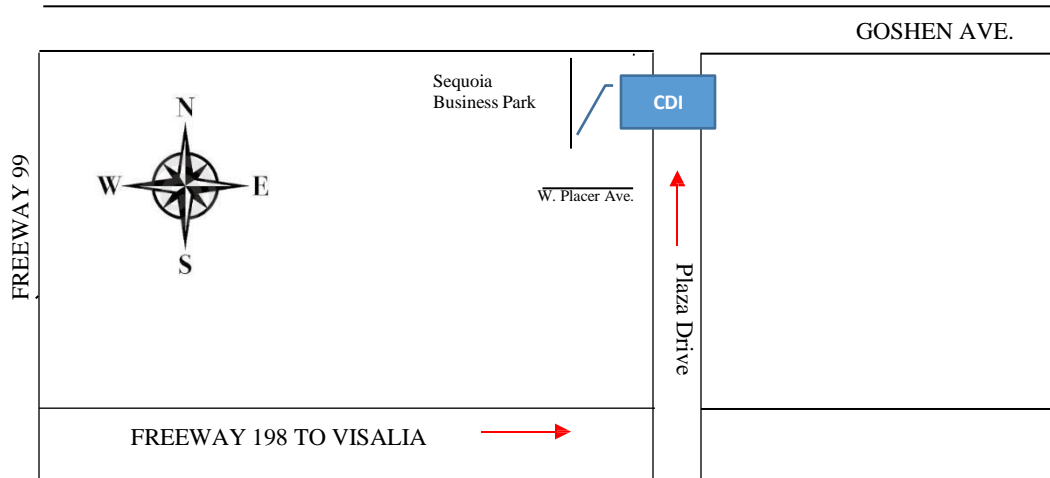 GOSHEN AVE.
Sequoia
Business Park
CDI
N
W
E
S
FREEWAY 99
W. Placer Ave.
Plaza Drive
FREEWAY 198 TO VISALIA